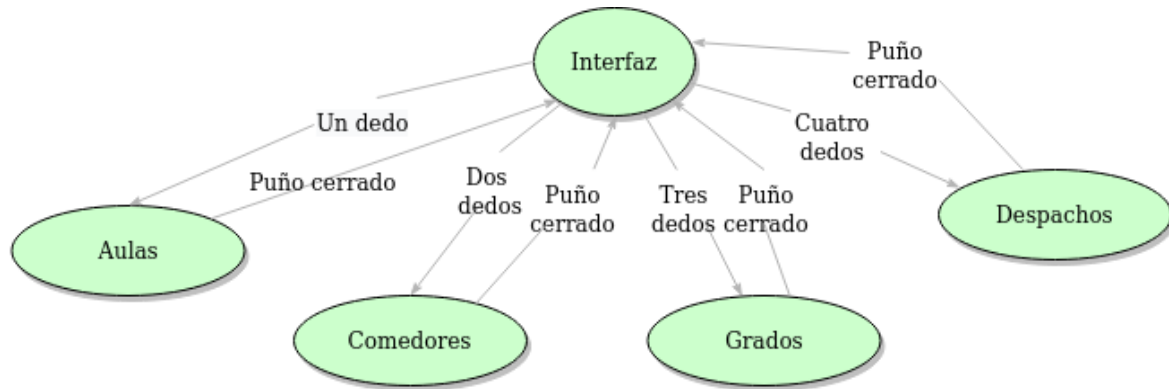 Interfaz
Puño
cerrado
Un dedo
Cuatro
dedos
Puño cerrado
Dos
dedos
Puño
cerrado
Tres
dedos
Puño
cerrado
Despachos
Aulas
Comedores
Grados